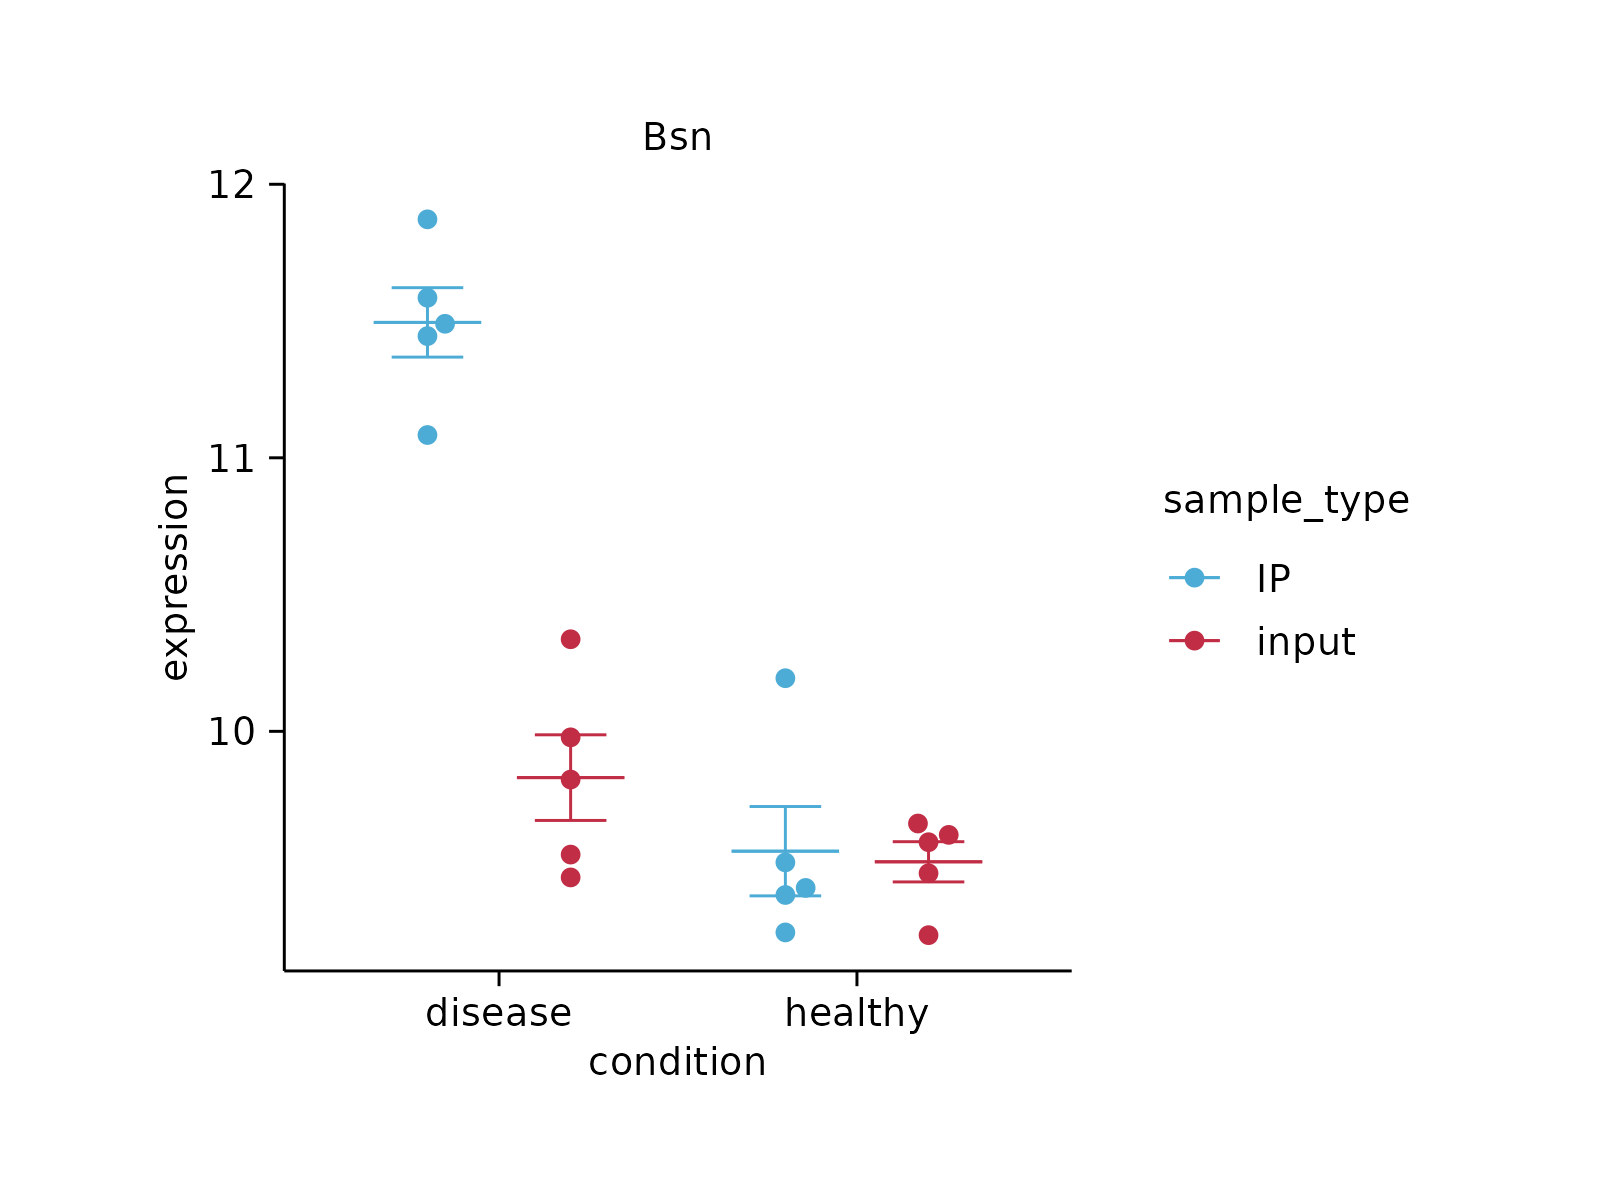 Bsn
12
11
10
expression
disease healthy
condition
sample_type
IP
input